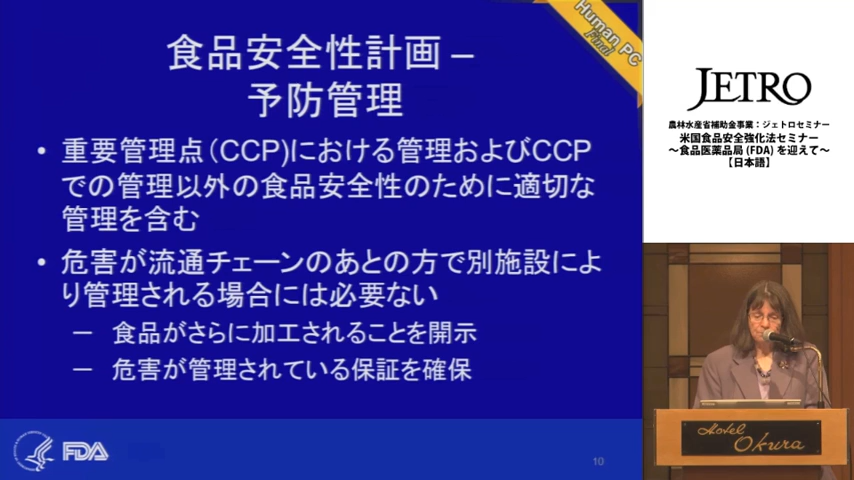 食品安全性計画 –
予防管理
Human PC
Final
• 重要管理点（CCP)における管理およびCCP
での管理以外の食品安全性のために適切な
管理を含む
• 危害が流通チェーンのあとの方で別施設によ
り管理される場合には必要ない
– 食品がさらに加工されることを開示
– 危害が管理されている保証を確保
FDA
10
JETRO
農林水産省補助金事業：ジェトロセミナー
米国食品安全強化法セミナー
～食品医薬品局 (FDA) を迎えて～
【日本語】
Hotel
Okura